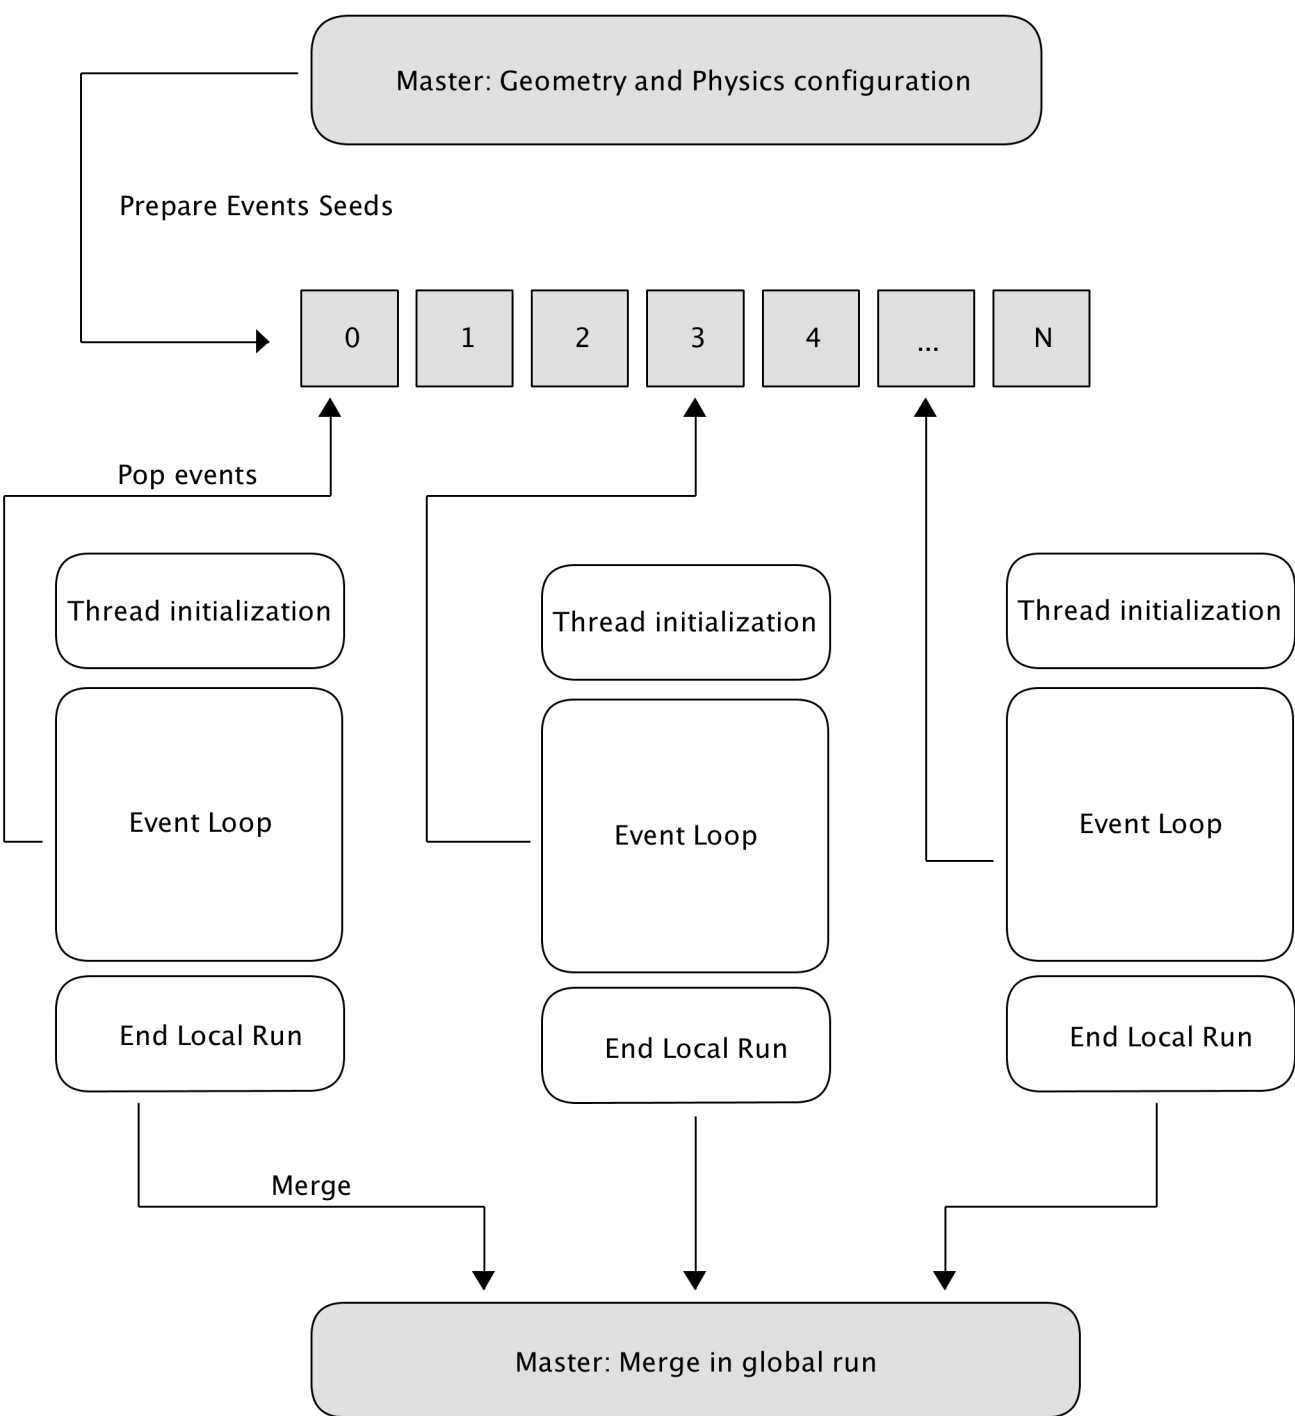 Master: Geometry and Physics configuration
Prepare Events Seeds
0 1 2 3 4 ... N
Pop events
Thread initialization
Thread initialization
Thread initialization
Event Loop
Event Loop
Event Loop
End Local Run
End Local Run
End Local Run
Merge
Master: Merge in global run